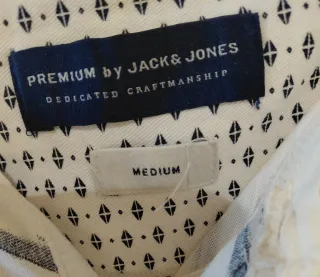 PREMIUM by JACK & JONES
DEDICATED CRAFTMANSHIP
MEDIUM